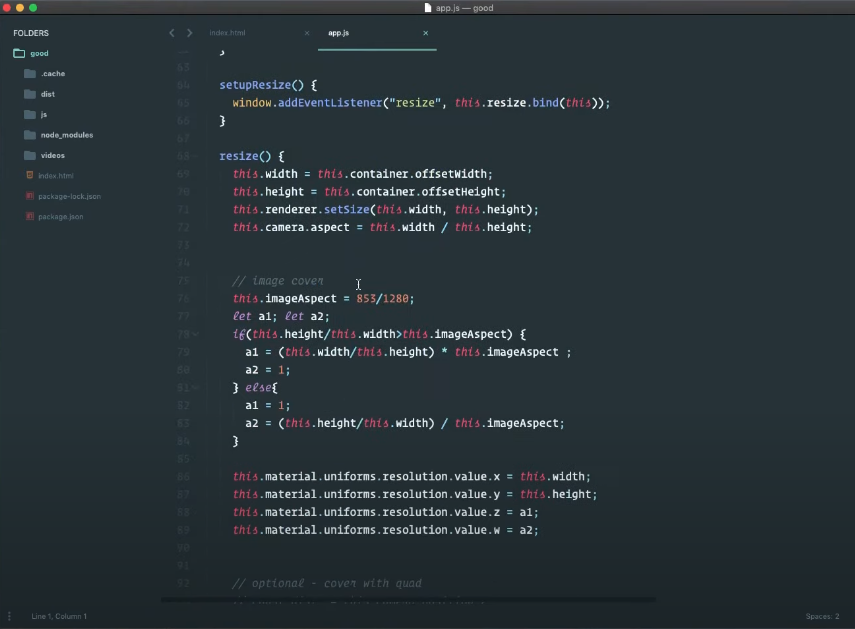 app.js — good
FOLDERS
good
.cache
dist
js
node_modules
videos
index.html
package-lock.json
package.json
index.html ×
app.js ×
63 }
64 setupResize() {
65 window.addEventListener("resize", this.resize.bind(this));
66 }
67
68 resize() {
69 this.width = this.container.offsetWidth;
70 this.height = this.container.offsetHeight;
71 this.renderer.setSize(this.width, this.height);
72 this.camera.aspect = this.width / this.height;
73
74
75 // image cover
76 this.imageAspect = 853/1280;
77 let a1; let a2;
78 if(this.height/this.width>this.imageAspect) {
79 a1 = (this.width/this.height) * this.imageAspect ;
80 a2 = 1;
81 } else{
82 a1 = 1;
83 a2 = (this.height/this.width) / this.imageAspect;
84 }
85
86 this.material.uniforms.resolution.value.x = this.width;
87 this.material.uniforms.resolution.value.y = this.height;
88 this.material.uniforms.resolution.value.z = a1;
89 this.material.uniforms.resolution.value.w = a2;
90
91
92 // optional - cover with quad
Line 1, Column 1
Spaces: 2